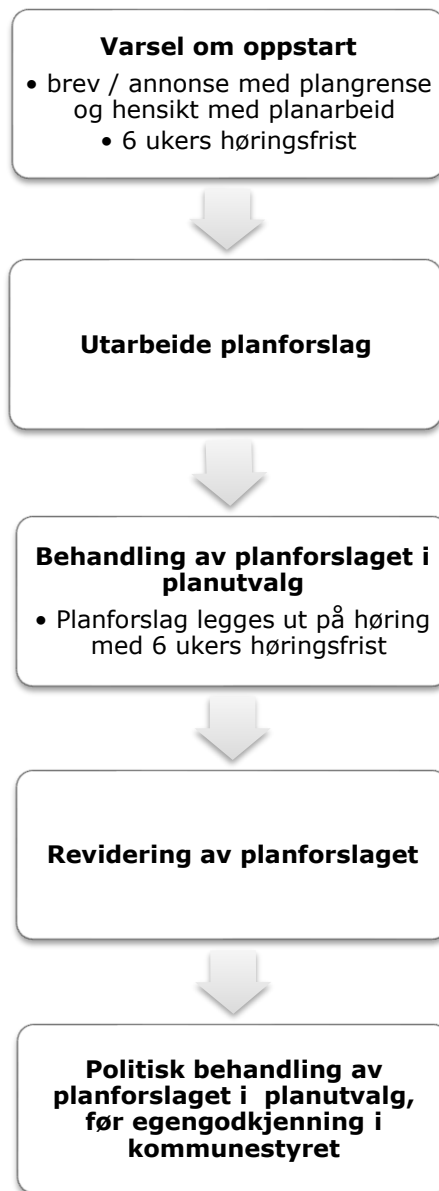 Varsel om oppstart
• brev / annonse med plangrense
og hensikt med planarbeid
• 6 ukers høringsfrist
Utarbeide planforslag
Behandling av planforslaget i
planutvalg
• Planforslag legges ut på høring
med 6 ukers høringsfrist
Revidering av planforslaget
Politisk behandling av
planforslaget i planutvalg,
før egengodkjenning i
kommunestyret